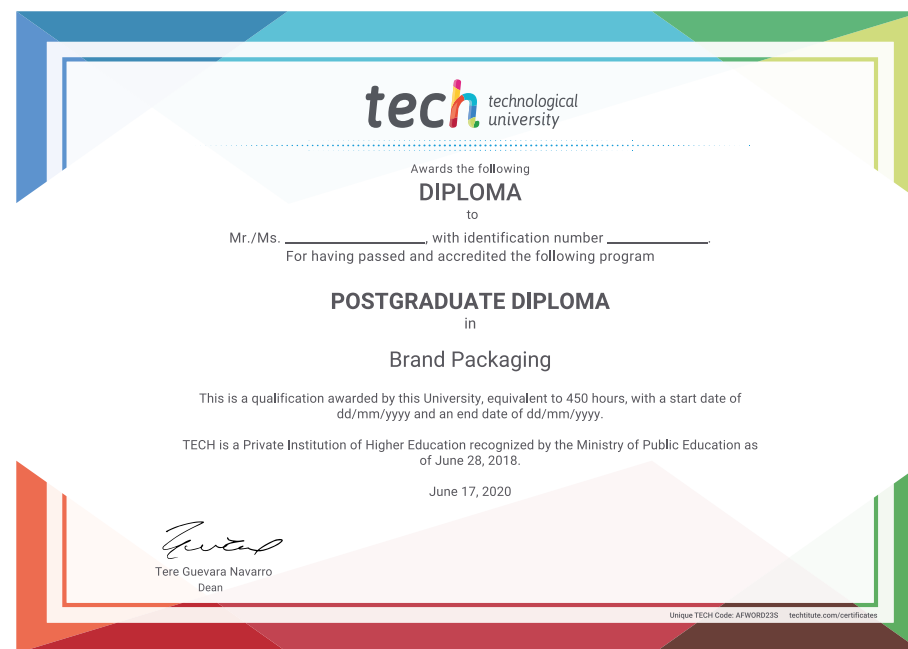 tech technological
university
Awards the following
DIPLOMA
to
Mr./Ms. ____________________, with identification number ______________.
For having passed and accredited the following program
POSTGRADUATE DIPLOMA
in
Brand Packaging
This is a qualification awarded by this University, equivalent to 450 hours, with a start date of
dd/mm/yyyy and an end date of dd/mm/yyyy.
TECH is a Private Institution of Higher Education recognized by the Ministry of Public Education as
of June 28, 2018.
June 17, 2020
Tere Guevara Navarro
Dean
Unique TECH Code: AFWORD23S techtitute.com/certificates